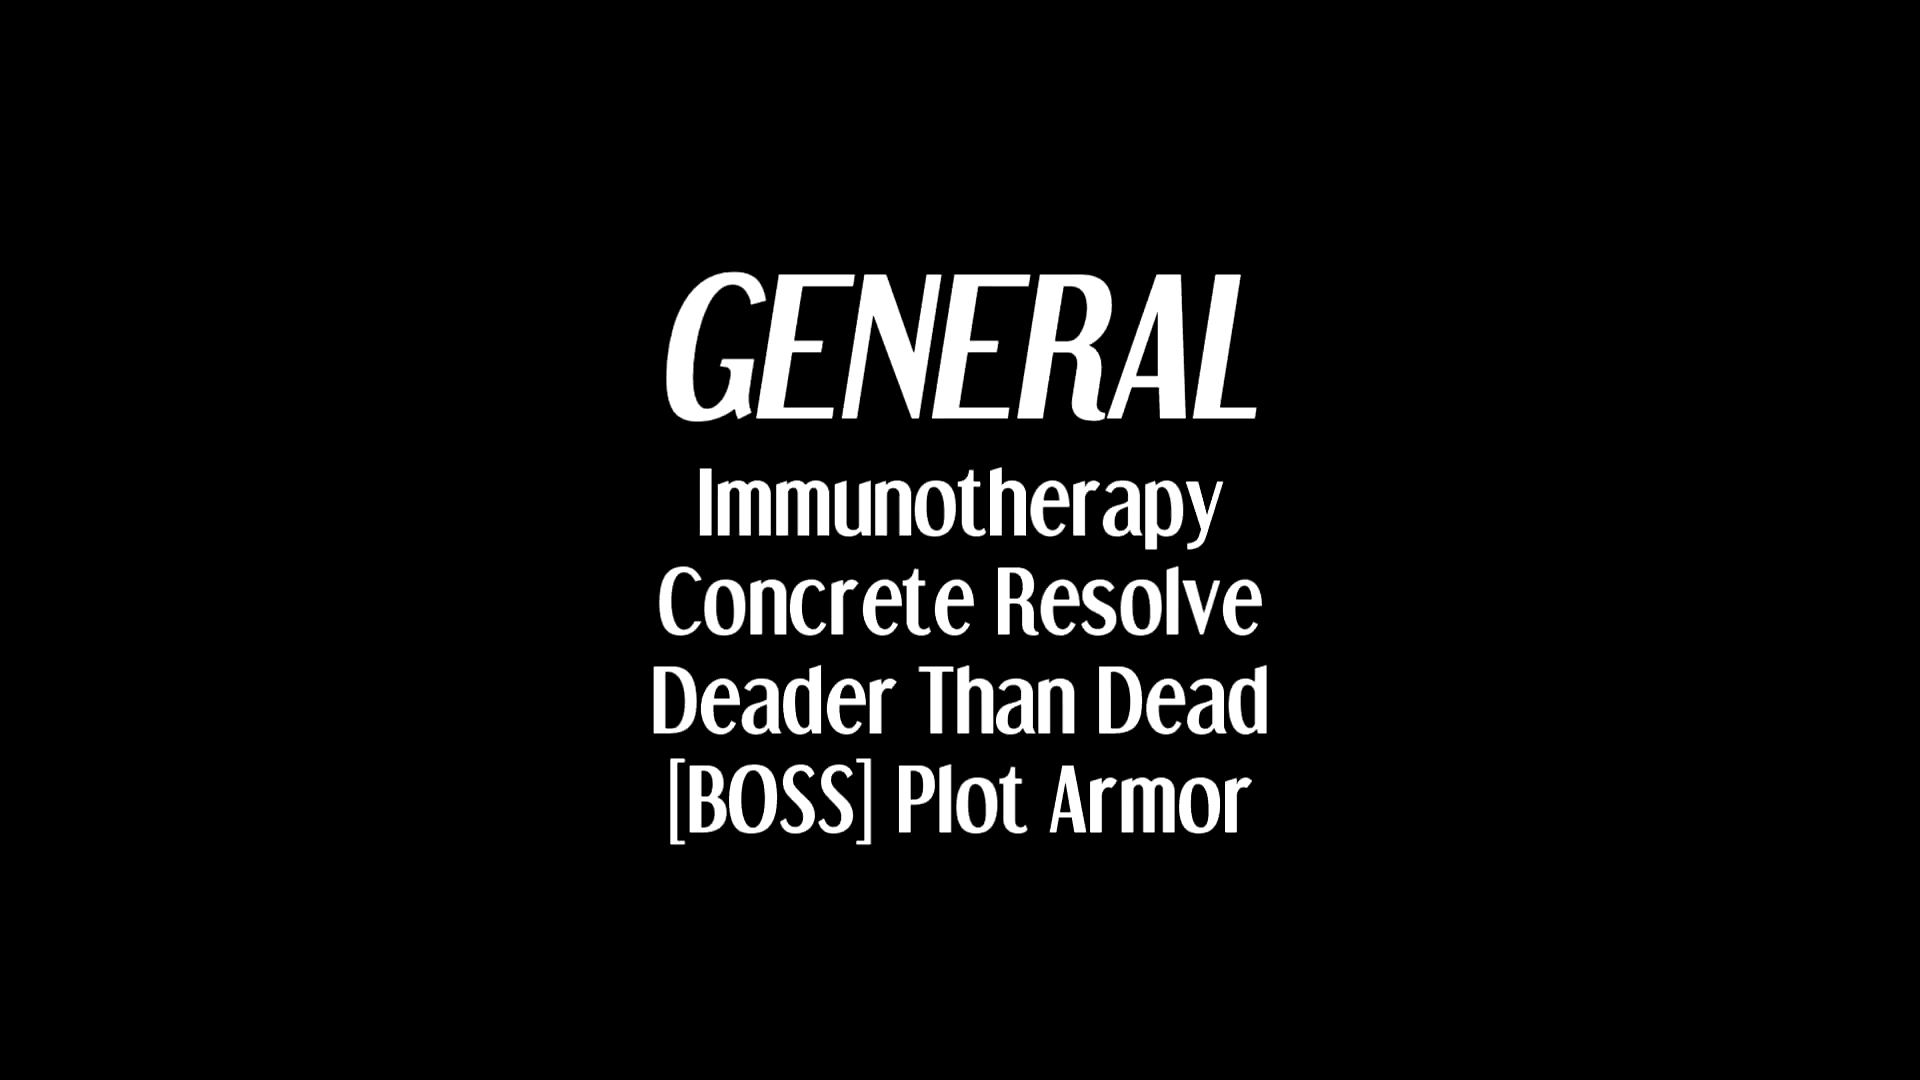 GENERAL
Immunotherapy
Concrete Resolve
Deader Than Dead
[BOSS] Plot Armor